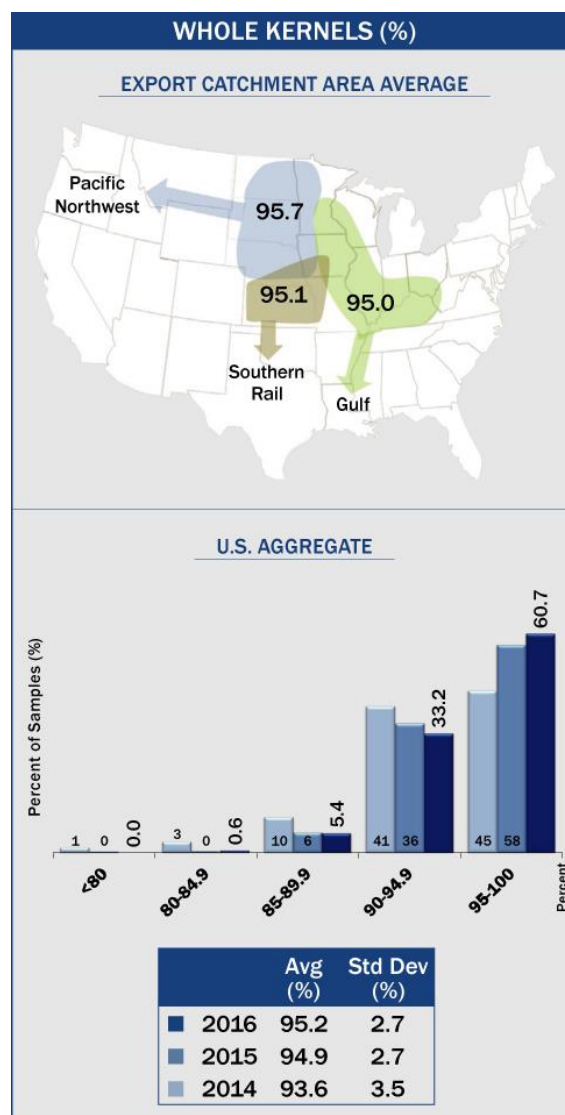 WHOLE KERNELS (%)
EXPORT CATCHMENT AREA AVERAGE
Pacific
Northwest
95.7
95.1
95.0
Southern
Rail
Gulf
U.S. AGGREGATE
Percent of Samples (%)
1 0 0.0
3 0 0.6
10 6 5.4
41 36 33.2
45 58 60.7
<80 80-84.9 85-89.9 90-94.9 95-100 Percent
Avg Std Dev
(%) (%)
2016 95.2 2.7
2015 94.9 2.7
2014 93.6 3.5